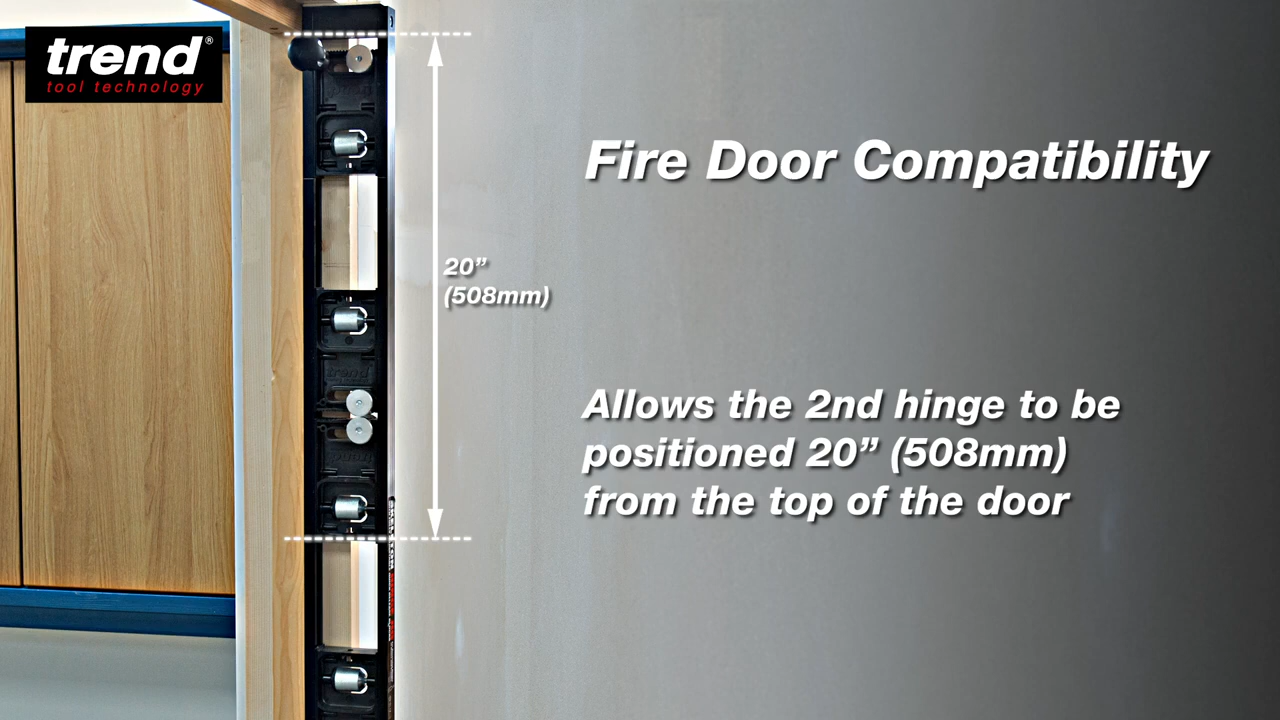 trend®
tool technology
Fire Door Compatibility
20”
(508mm)
trend
Allows the 2nd hinge to be
positioned 20” (508mm)
from the top of the door